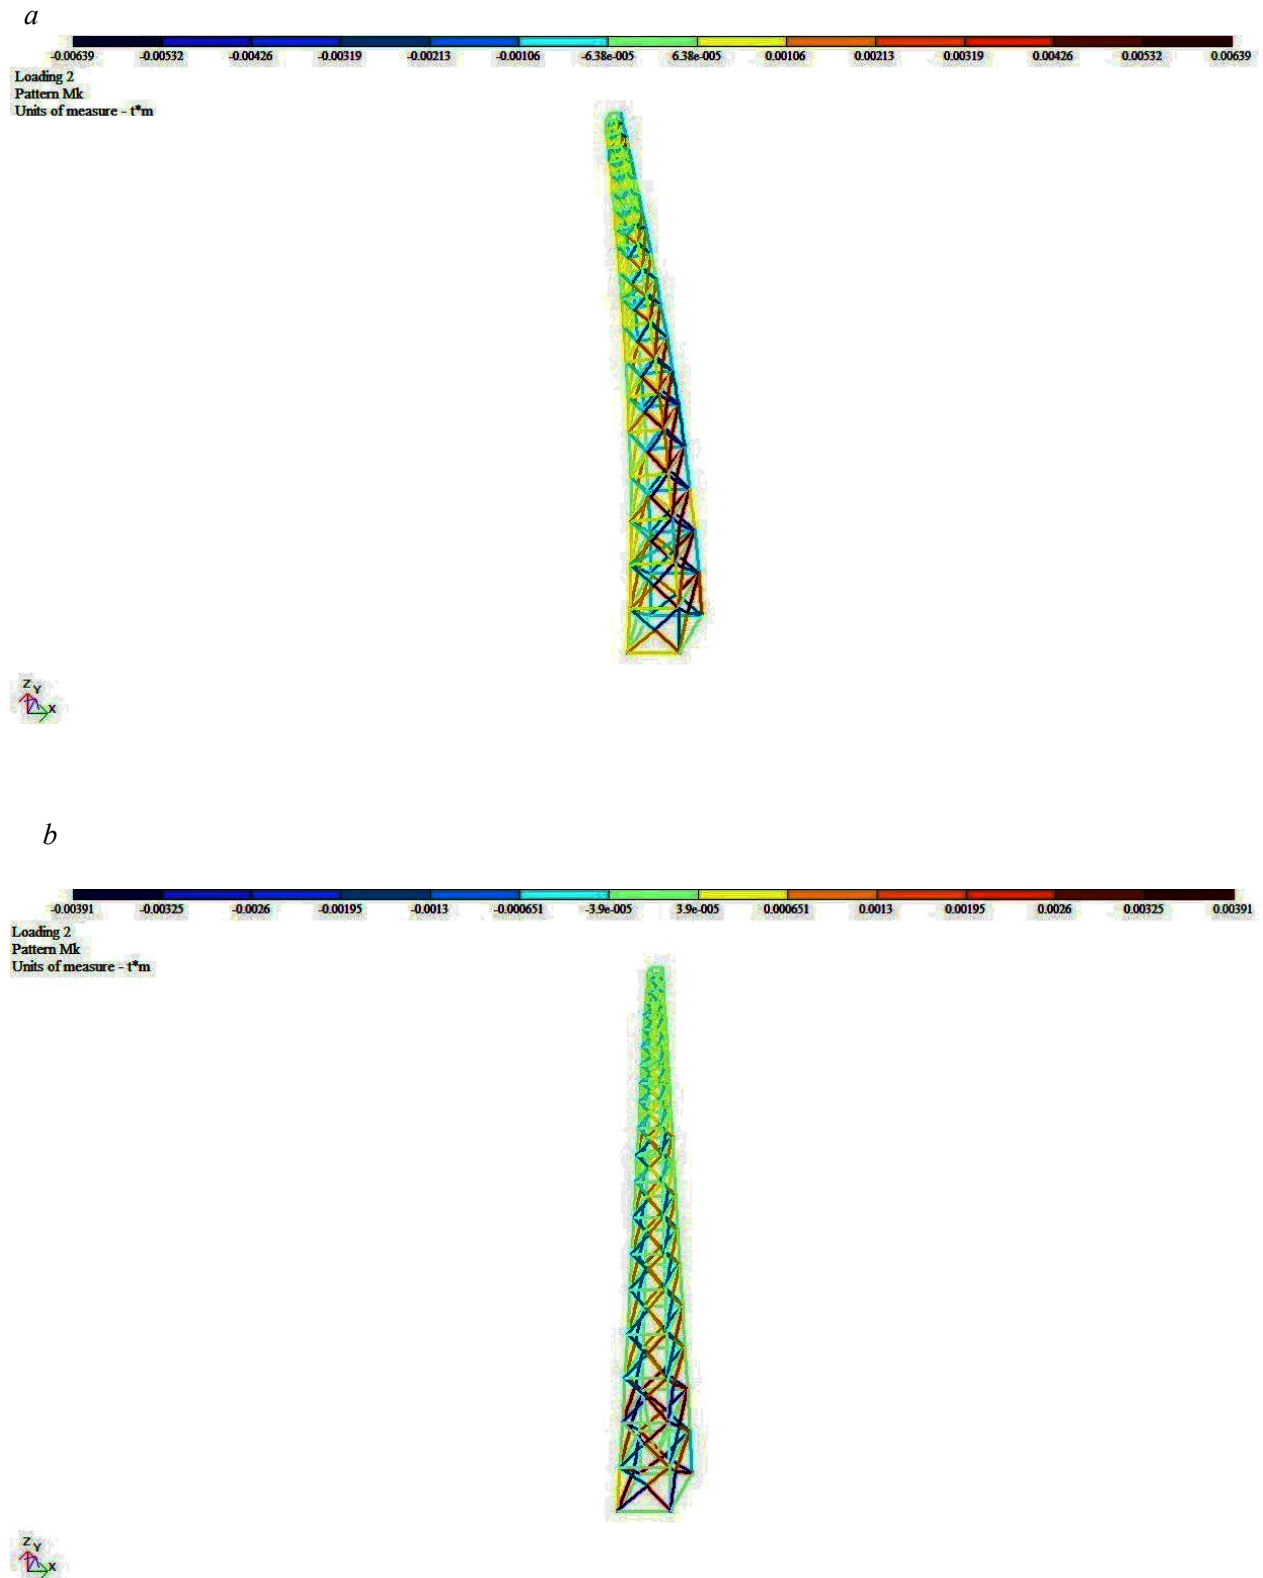 a
-0.00639 -0.00532 -0.00426 -0.00319 -0.00213 -0.00106 -6.38e-005 6.38e-005 0.00106 0.00213 0.00319 0.00426 0.00532 0.00639
Loading 2
Pattern Mk
Units of measure - t*m
Z Y
X
b
-0.00391 -0.00325 -0.0026 -0.00195 -0.0013 -0.000651 -3.9e-005 3.9e-005 0.000651 0.0013 0.00195 0.0026 0.00325 0.00391
Loading 2
Pattern Mk
Units of measure - t*m
Z Y
X